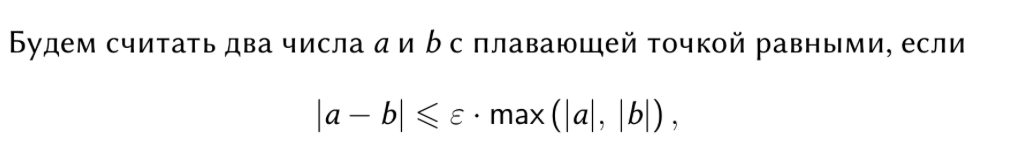 Будем считать два числа a и b с плавающей точкой равными, если
|a − b| ⩽ ε · max (|a|, |b|) ,